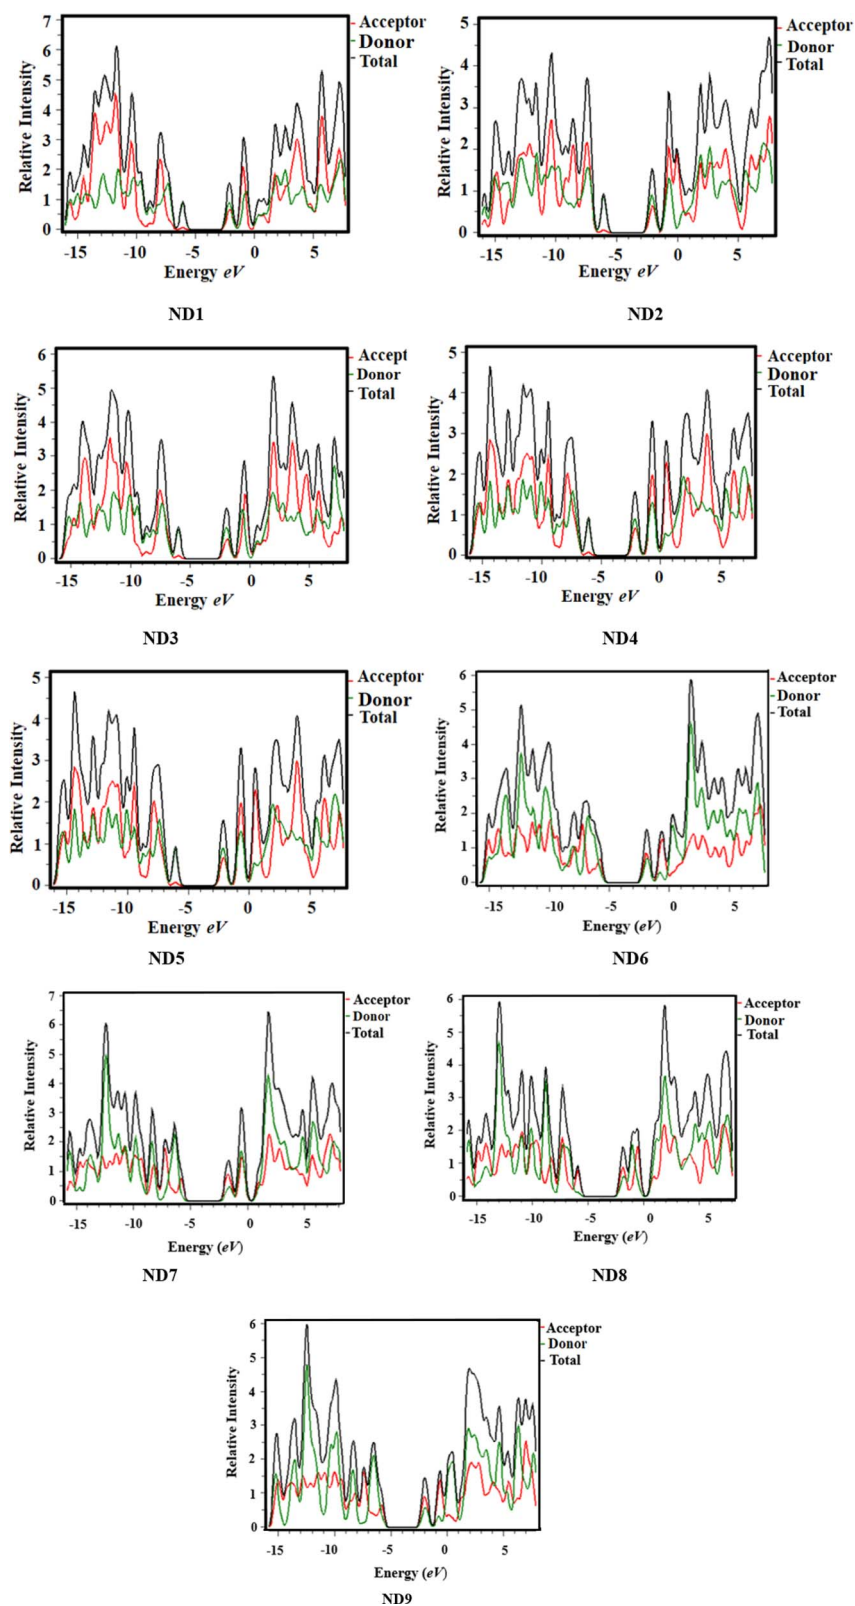 7 Acceptor
6 Donor
5 Total
4
3
2
1
0
Relative Intensity
-15 -10 -5 0 5
Energy eV
ND1
5 Acceptor
4 Donor
3 Total
2
1
0
Relative Intensity
-15 -10 -5 0 5
Energy eV
ND2
6 Accept
5 Donor
4 Total
3
2
1
0
Relative Intensity
-15 -10 -5 0 5
Energy eV
ND3
5 Acceptor
4 Donor
3 Total
2
1
0
Relative Intensity
-15 -10 -5 0 5
Energy eV
ND4
5 Acceptor
4 Donor
3 Total
2
1
0
Relative Intensity
-15 -10 -5 0 5
Energy eV
ND5
6 Acceptor
5 Donor
4 Total
3
2
1
0
Relative Intensity
-15 -10 -5 0 5
Energy (eV)
ND6
7 Acceptor
6 Donor
5 Total
4
3
2
1
0
Relative Intensity
-15 -10 -5 0 5
Energy (eV)
ND7
6 Acceptor
5 Donor
4 Total
3
2
1
0
Relative Intensity
-15 -10 -5 0 5
Energy (eV)
ND8
6 Acceptor
5 Donor
4 Total
3
2
1
0
Relative Intensity
-15 -10 -5 0 5
Energy (eV)
ND9